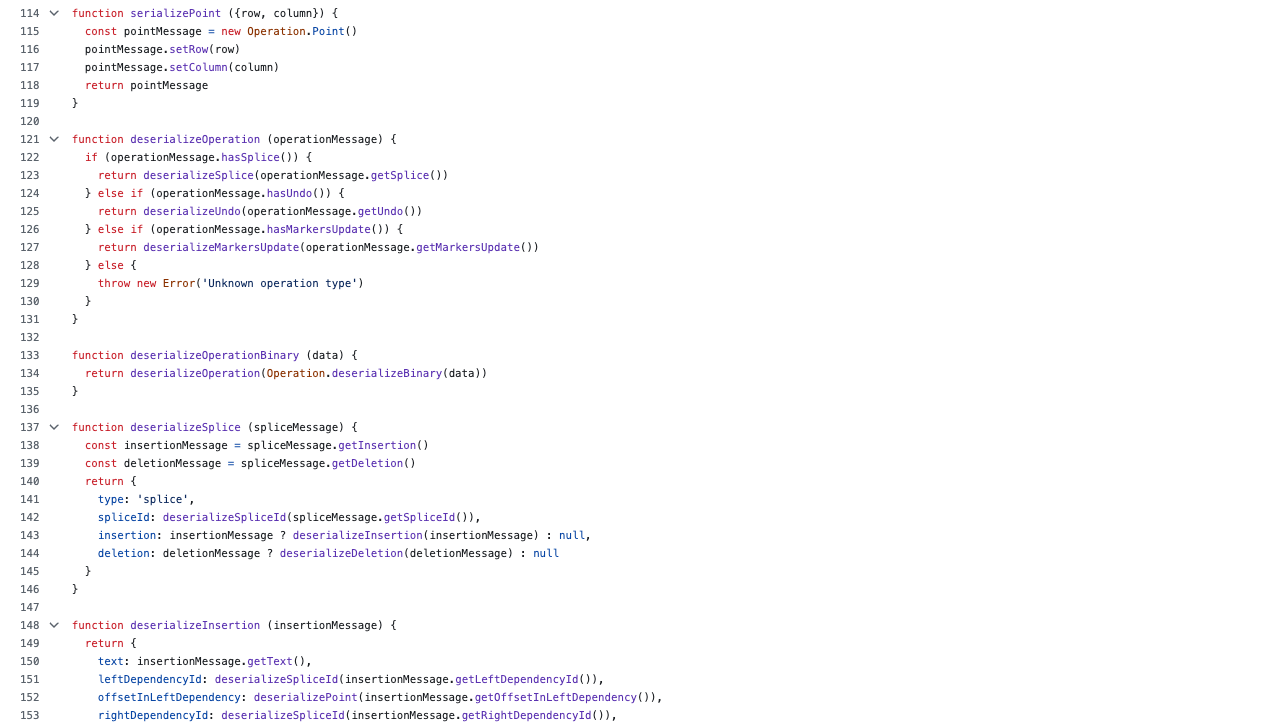 114 function serializePoint ({row, column}) {
115   const pointMessage = new Operation.Point()
116   pointMessage.setRow(row)
117   pointMessage.setColumn(column)
118   return pointMessage
119 }
120
121 function deserializeOperation (operationMessage) {
122   if (operationMessage.hasSplice()) {
123     return deserializeSplice(operationMessage.getSplice())
124   } else if (operationMessage.hasUndo()) {
125     return deserializeUndo(operationMessage.getUndo())
126   } else if (operationMessage.hasMarkersUpdate()) {
127     return deserializeMarkersUpdate(operationMessage.getMarkersUpdate())
128   } else {
129     throw new Error('Unknown operation type')
130   }
131 }
132
133 function deserializeOperationBinary (data) {
134   return deserializeOperation(Operation.deserializeBinary(data))
135 }
136
137 function deserializeSplice (spliceMessage) {
138   const insertionMessage = spliceMessage.getInsertion()
139   const deletionMessage = spliceMessage.getDeletion()
140   return {
141     type: 'splice',
142     spliceId: deserializeSpliceId(spliceMessage.getSpliceId()),
143     insertion: insertionMessage ? deserializeInsertion(insertionMessage) : null,
144     deletion: deletionMessage ? deserializeDeletion(deletionMessage) : null
145   }
146 }
147
148 function deserializeInsertion (insertionMessage) {
149   return {
150     text: insertionMessage.getText(),
151     leftDependencyId: deserializeSpliceId(insertionMessage.getLeftDependencyId()),
152     offsetInLeftDependency: deserializePoint(insertionMessage.getOffsetInLeftDependency()),
153     rightDependencyId: deserializeSpliceId(insertionMessage.getRightDependencyId()),